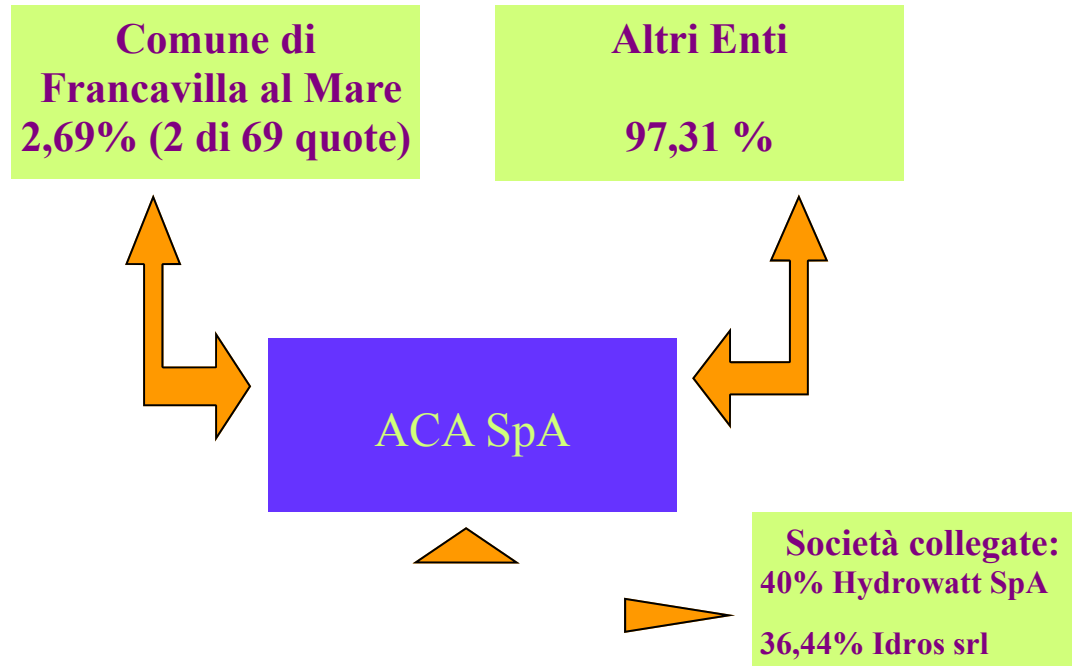 Comune di
Francavilla al Mare
2,69% (2 di 69 quote)
Altri Enti
97,31 %
ACA SpA
Società collegate:
40% Hydrowatt SpA
36,44% Idros srl